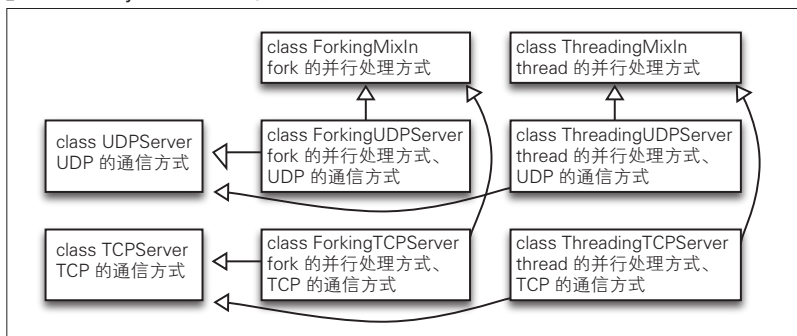 class ForkingMixIn
fork 的并行处理方式
class ThreadingMixIn
thread 的并行处理方式
class UDPServer
UDP 的通信方式
class ForkingUDPServer
fork 的并行处理方式、
UDP 的通信方式
class ThreadingUDPServer
thread 的并行处理方式、
UDP 的通信方式
class TCPServer
TCP 的通信方式
class ForkingTCPServer
fork 的并行处理方式、
TCP 的通信方式
class ThreadingTCPServer
thread 的并行处理方式、
TCP 的通信方式